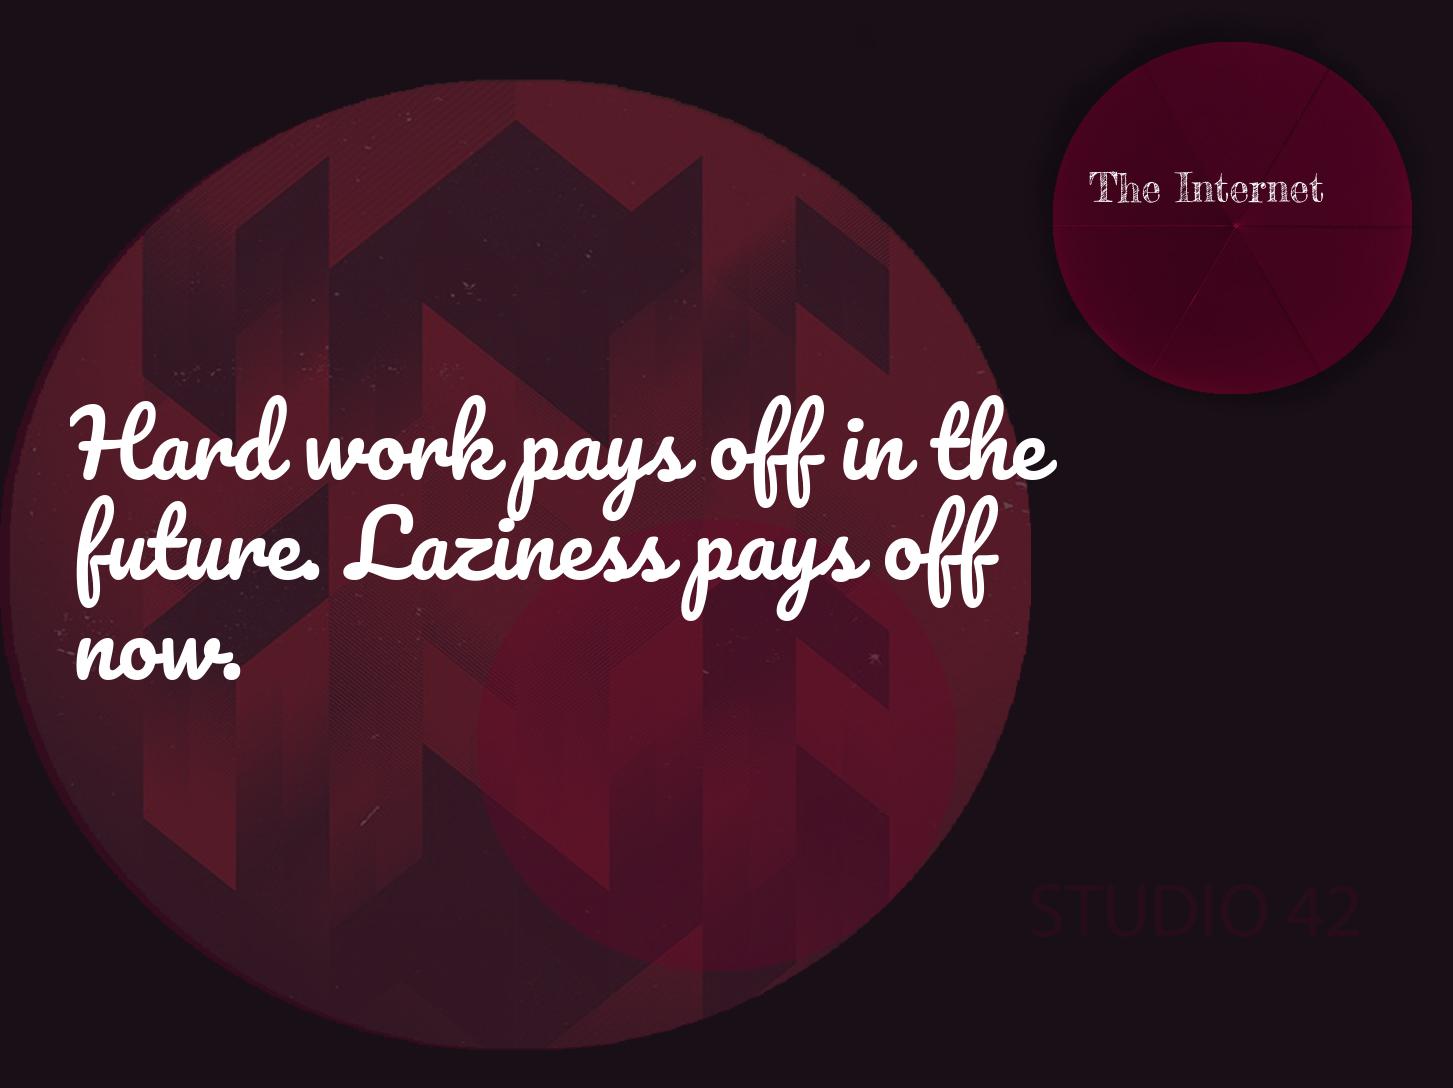 The Internet
Hard work pays off in the
future. Laziness pays off
now.
STUDIO 42